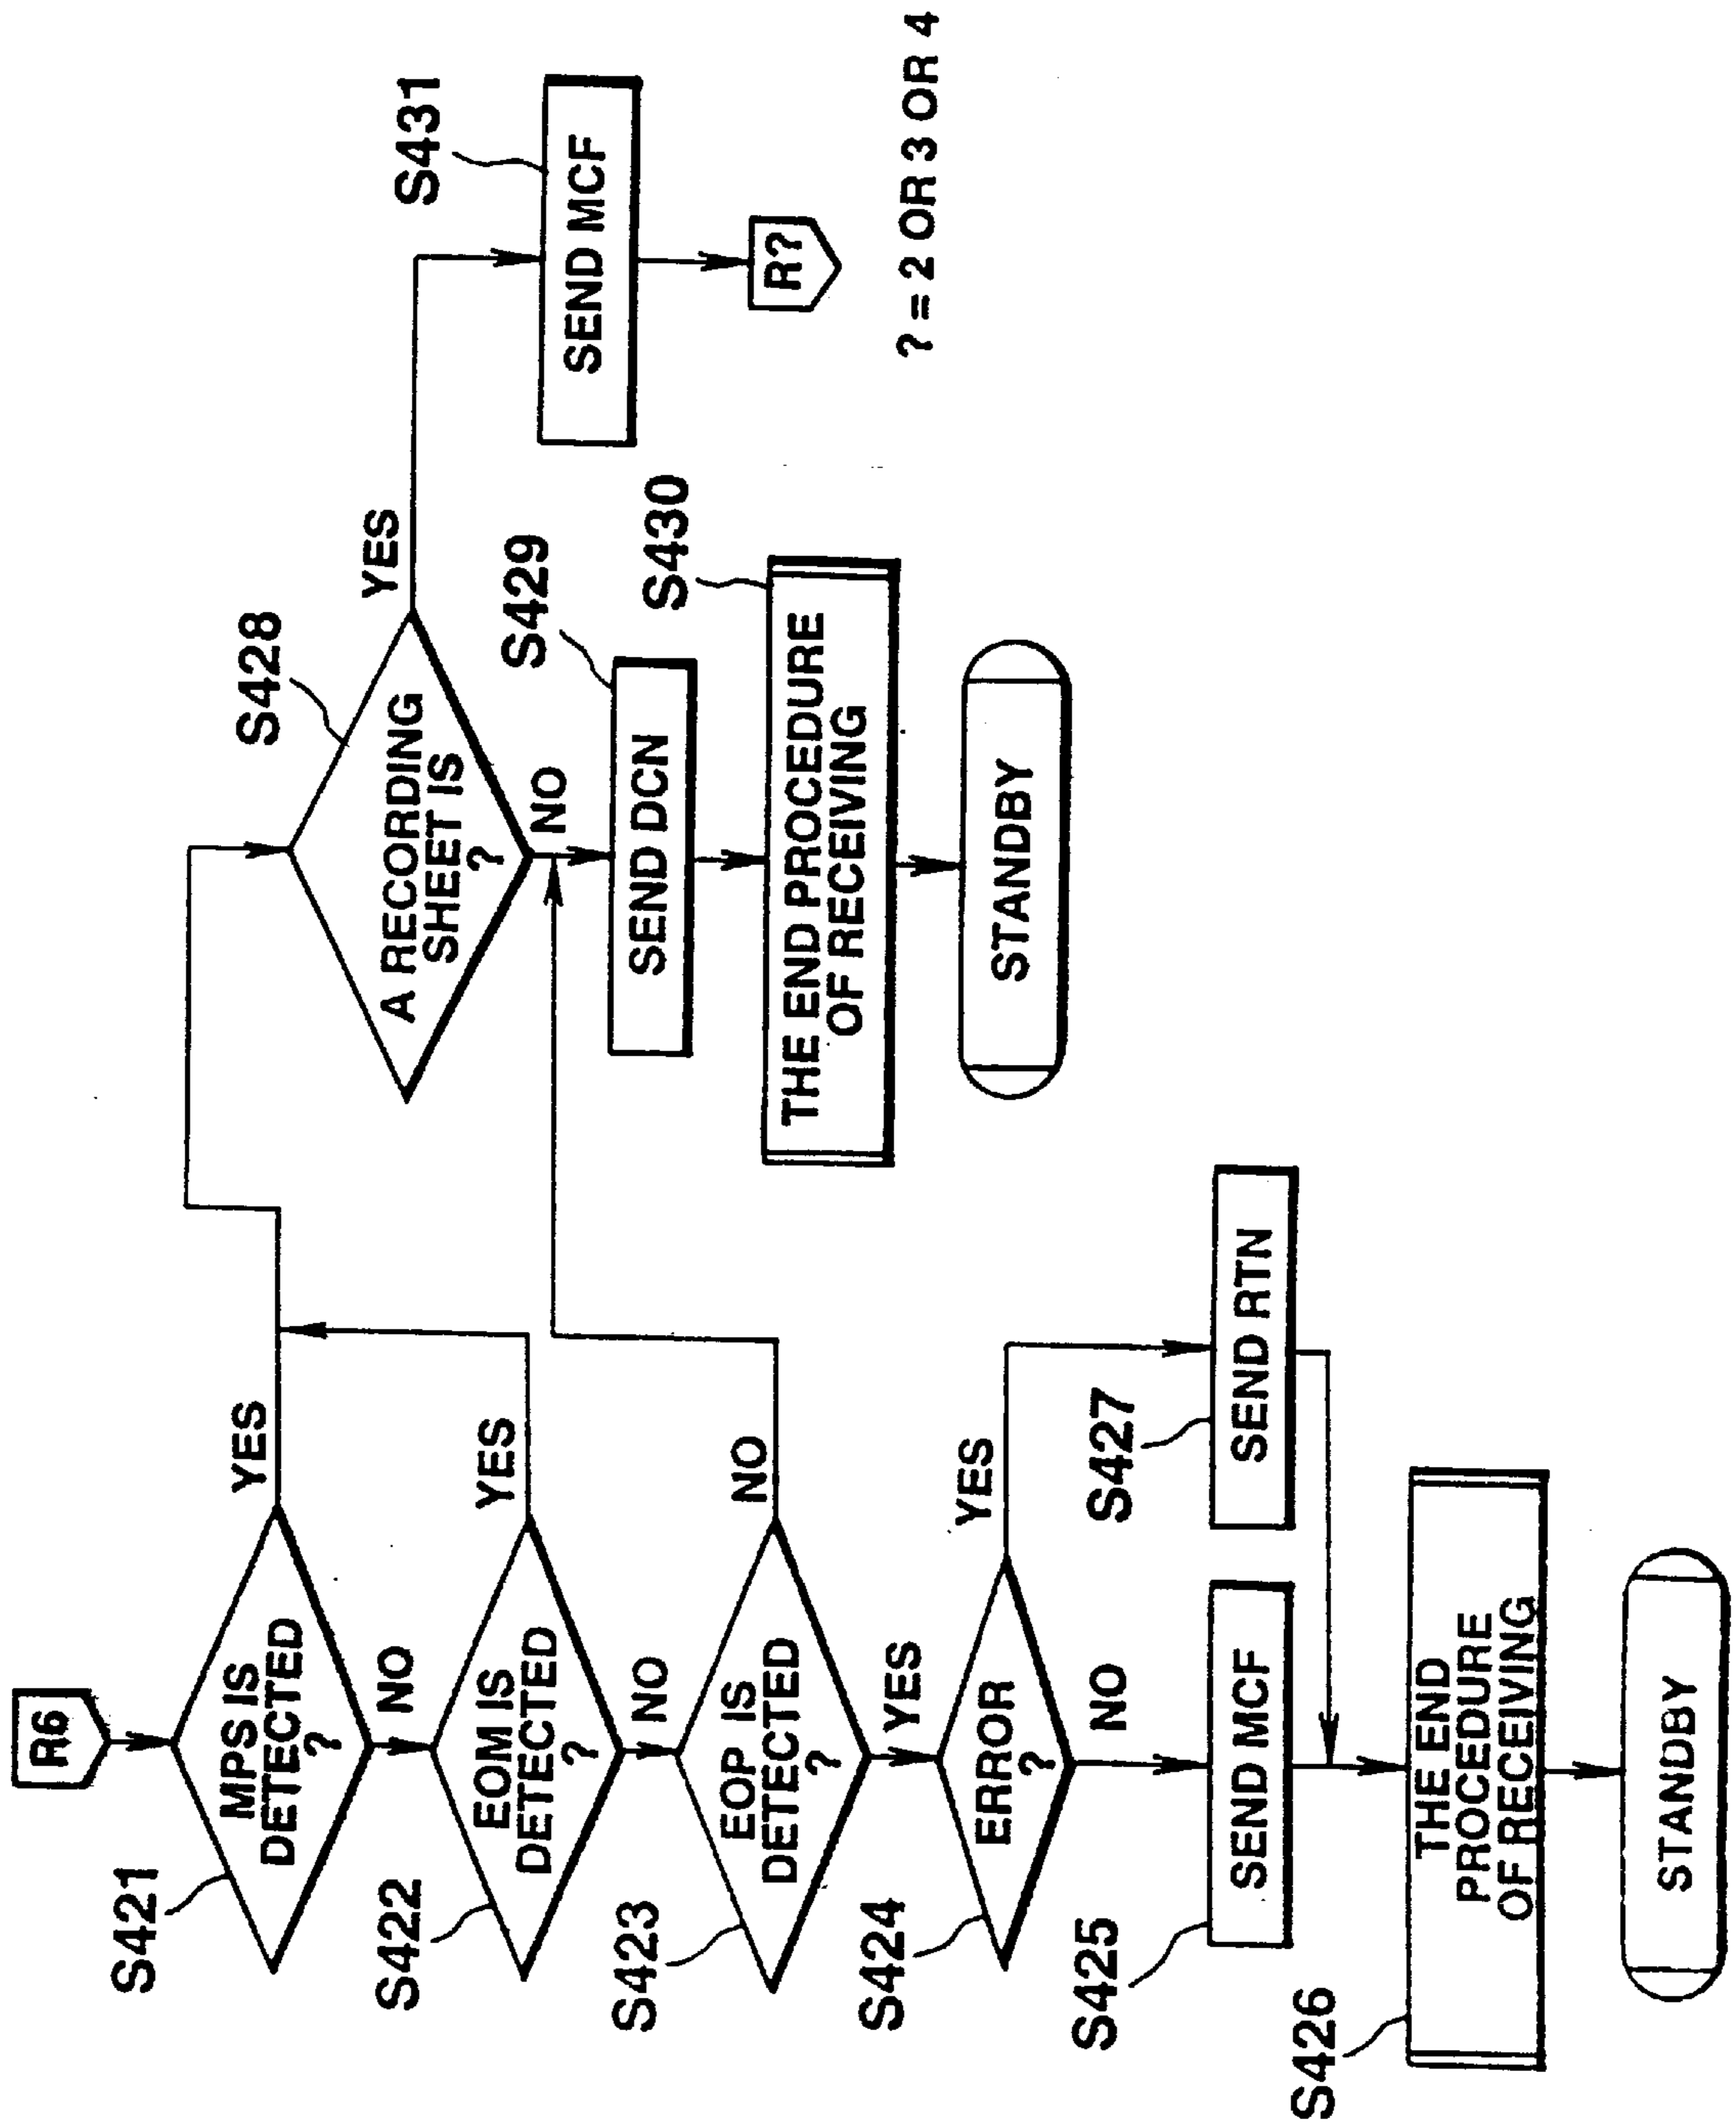 R6
S421
MPS IS
DETECTED
?
YES
NO
S422
EOM IS
DETECTED
?
YES
NO
S423
EOP IS
DETECTED
?
NO
YES
S424
ERROR
?
YES
NO
S425
SEND MCF
S427
SEND RTN
S426
THE END
PROCEDURE
OF RECEIVING
STANDBY
S428
A RECORDING
SHEET IS
?
YES
NO
S429
SEND DCN
S430
THE END PROCEDURE
OF RECEIVING
STANDBY
S431
SEND MCF
R?
? = 2 OR 3 OR 4